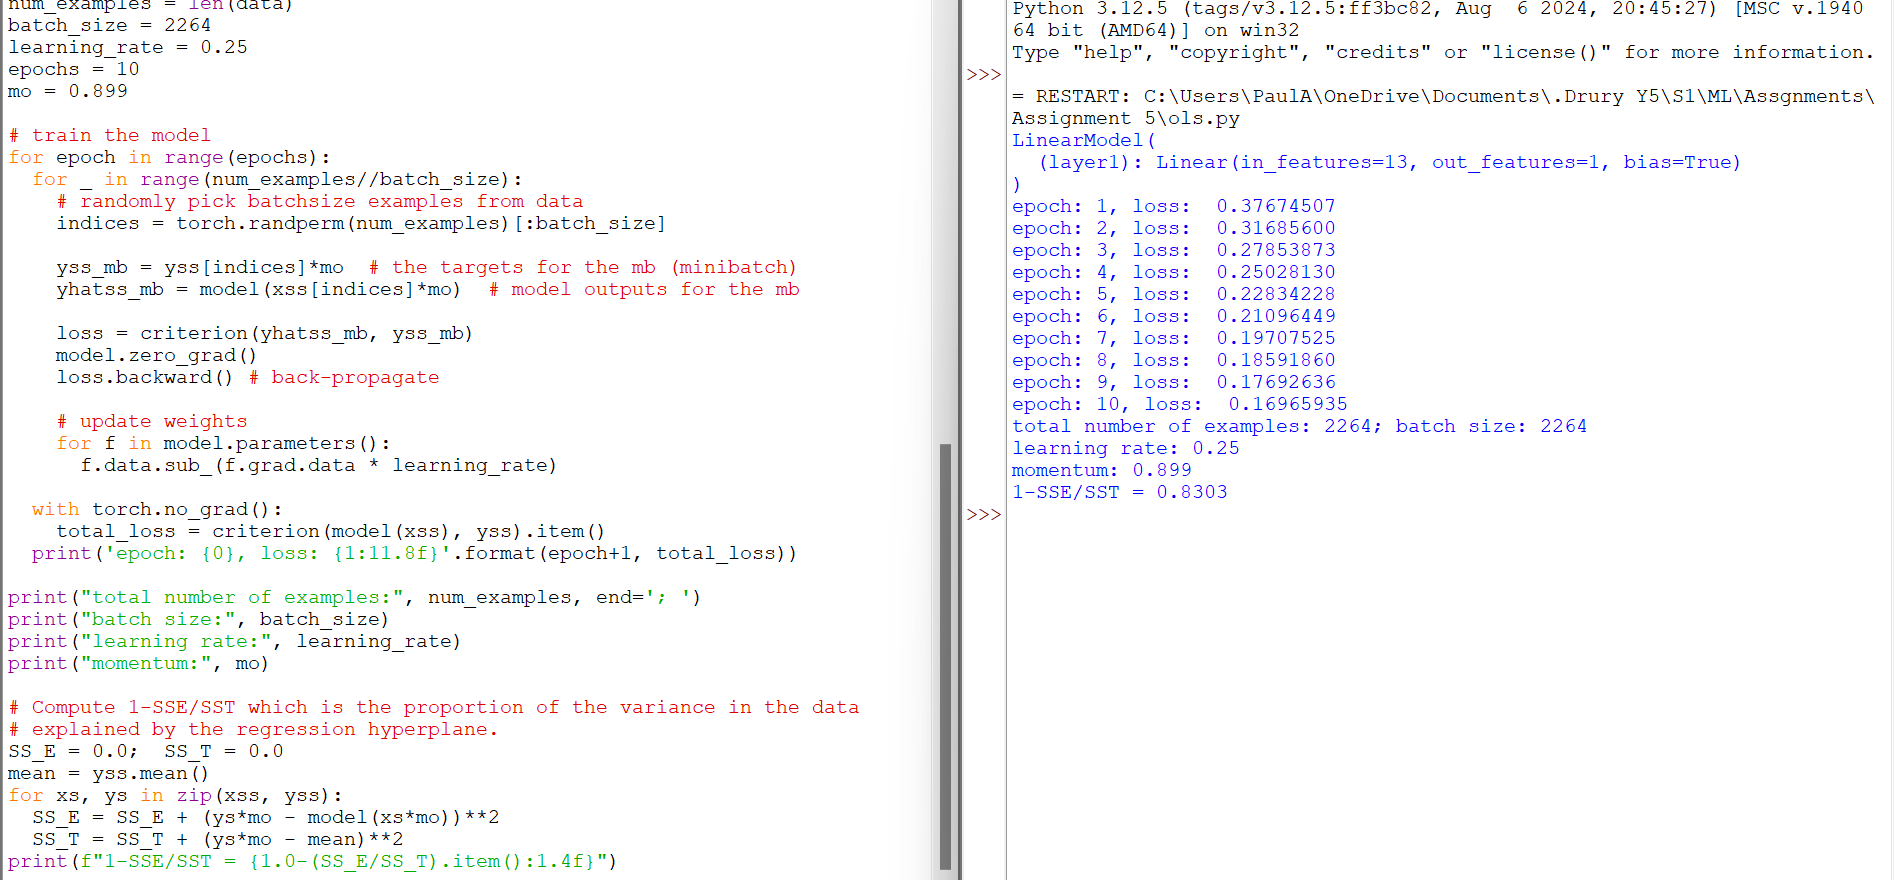 num_examples = len(data)
batch_size = 2264
learning_rate = 0.25
epochs = 10
mo = 0.899

# train the model
for epoch in range(epochs):
  for _ in range(num_examples//batch_size):
    # randomly pick batchsize examples from data
    indices = torch.randperm(num_examples)[:batch_size]

    yss_mb = yss[indices]*mo  # the targets for the mb (minibatch)
    yhatss_mb = model(xss[indices]*mo)  # model outputs for the mb

    loss = criterion(yhatss_mb, yss_mb)
    model.zero_grad()
    loss.backward() # back-propagate

    # update weights
    for f in model.parameters():
      f.data.sub_(f.grad.data * learning_rate)

  with torch.no_grad():
    total_loss = criterion(model(xss), yss).item()
  print('epoch: {0}, loss: {1:11.8f}'.format(epoch+1, total_loss))

print("total number of examples:", num_examples, end='; ')
print("batch size:", batch_size)
print("learning rate:", learning_rate)
print("momentum:", mo)

# Compute 1-SSE/SST which is the proportion of the variance in the data
# explained by the regression hyperplane.
SS_E = 0.0;  SS_T = 0.0
mean = yss.mean()
for xs, ys in zip(xss, yss):
  SS_E = SS_E + (ys*mo - model(xs*mo))**2
  SS_T = SS_T + (ys*mo - mean)**2
print(f"1-SSE/SST = {1.0-(SS_E/SS_T).item():1.4f}")
Python 3.12.5 (tags/v3.12.5:ff3bc82, Aug  6 2024, 20:45:27) [MSC v.1940
64 bit (AMD64)] on win32
Type "help", "copyright", "credits" or "license()" for more information.
>>>
= RESTART: C:\Users\PaulA\OneDrive\Documents\.Drury Y5\S1\ML\Assgnments\
Assignment 5\ols.py
LinearModel(
  (layer1): Linear(in_features=13, out_features=1, bias=True)
)
epoch: 1, loss:  0.37674507
epoch: 2, loss:  0.31685600
epoch: 3, loss:  0.27853873
epoch: 4, loss:  0.25028130
epoch: 5, loss:  0.22834228
epoch: 6, loss:  0.21096449
epoch: 7, loss:  0.19707525
epoch: 8, loss:  0.18591860
epoch: 9, loss:  0.17692636
epoch: 10, loss:  0.16965935
total number of examples: 2264; batch size: 2264
learning rate: 0.25
momentum: 0.899
1-SSE/SST = 0.8303
>>>